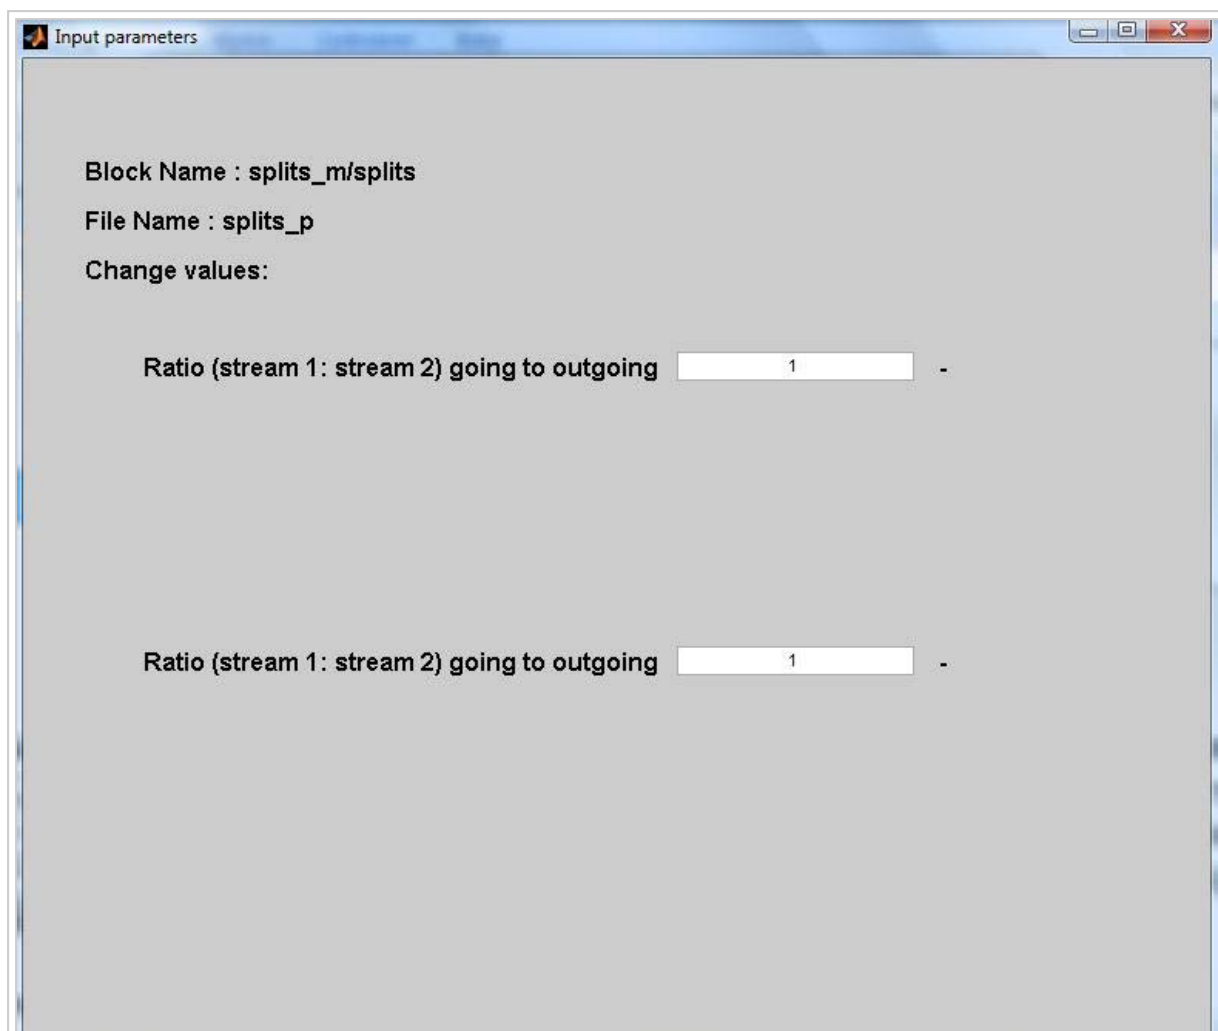 Input parameters
Block Name : splits_m/splits
File Name : splits_p
Change values:
Ratio (stream 1: stream 2) going to outgoing 1 -
Ratio (stream 1: stream 2) going to outgoing 1 -